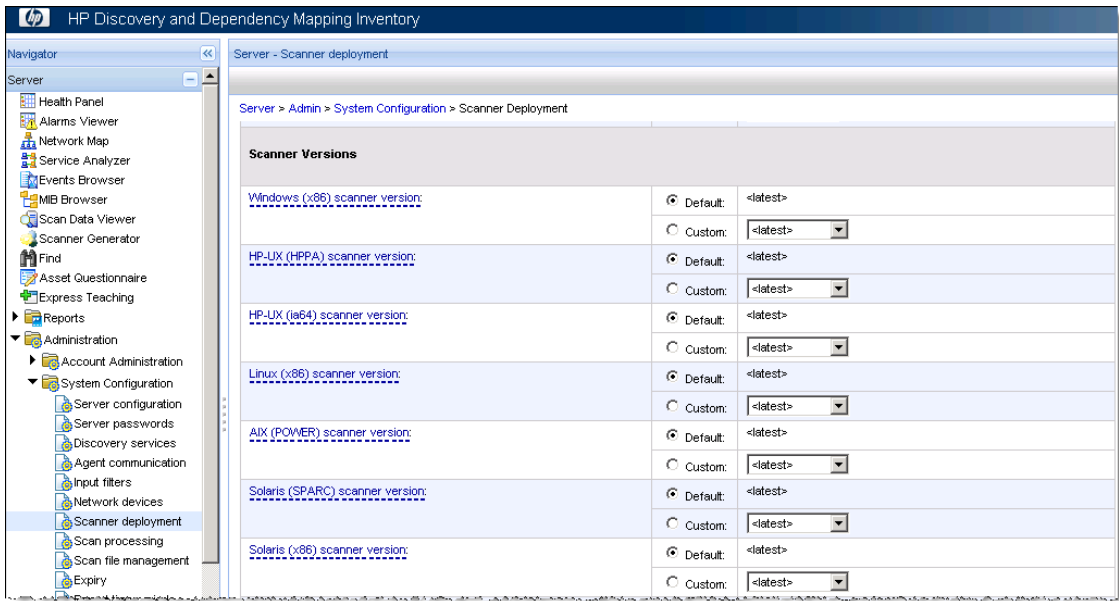 hp HP Discovery and Dependency Mapping Inventory
Navigator
Server - Scanner deployment
Server
Health Panel
Alarms Viewer
Network Map
Service Analyzer
Events Browser
MIB Browser
Scan Data Viewer
Scanner Generator
Find
Asset Questionnaire
Express Teaching
Reports
Administration
Account Administration
System Configuration
Server configuration
Server passwords
Discovery services
Agent communication
Input filters
Network devices
Scanner deployment
Scan processing
Scan file management
Expiry
Server > Admin > System Configuration > Scanner Deployment
Scanner Versions
Windows (x86) scanner version: Default: <latest>
Custom: <latest>
HP-UX (HPPA) scanner version: Default: <latest>
Custom: <latest>
HP-UX (ia64) scanner version: Default: <latest>
Custom: <latest>
Linux (x86) scanner version: Default: <latest>
Custom: <latest>
AIX (POWER) scanner version: Default: <latest>
Custom: <latest>
Solaris (SPARC) scanner version: Default: <latest>
Custom: <latest>
Solaris (x86) scanner version: Default: <latest>
Custom: <latest>